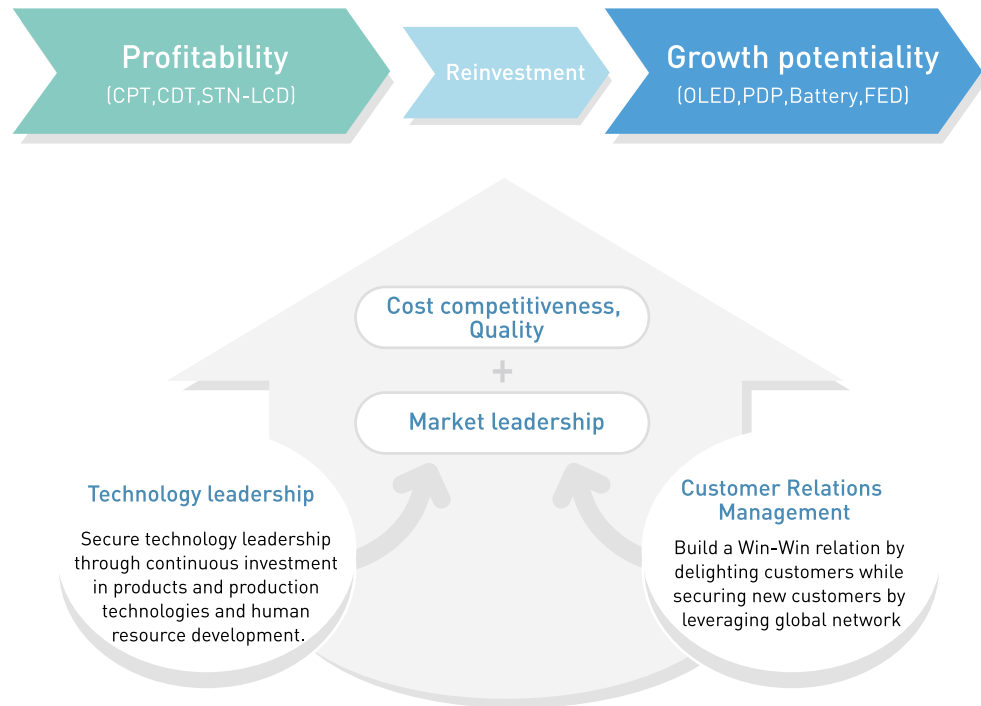 Profitability
(CPT,CDT,STN-LCD)
Reinvestment
Growth potentiality
(OLED,PDP,Battery,FED)
Cost competitiveness,
Quality
+
Market leadership
Technology leadership
Secure technology leadership
through continuous investment
in products and production
technologies and human
resource development.
Customer Relations
Management
Build a Win-Win relation by
delighting customers while
securing new customers by
leveraging global network